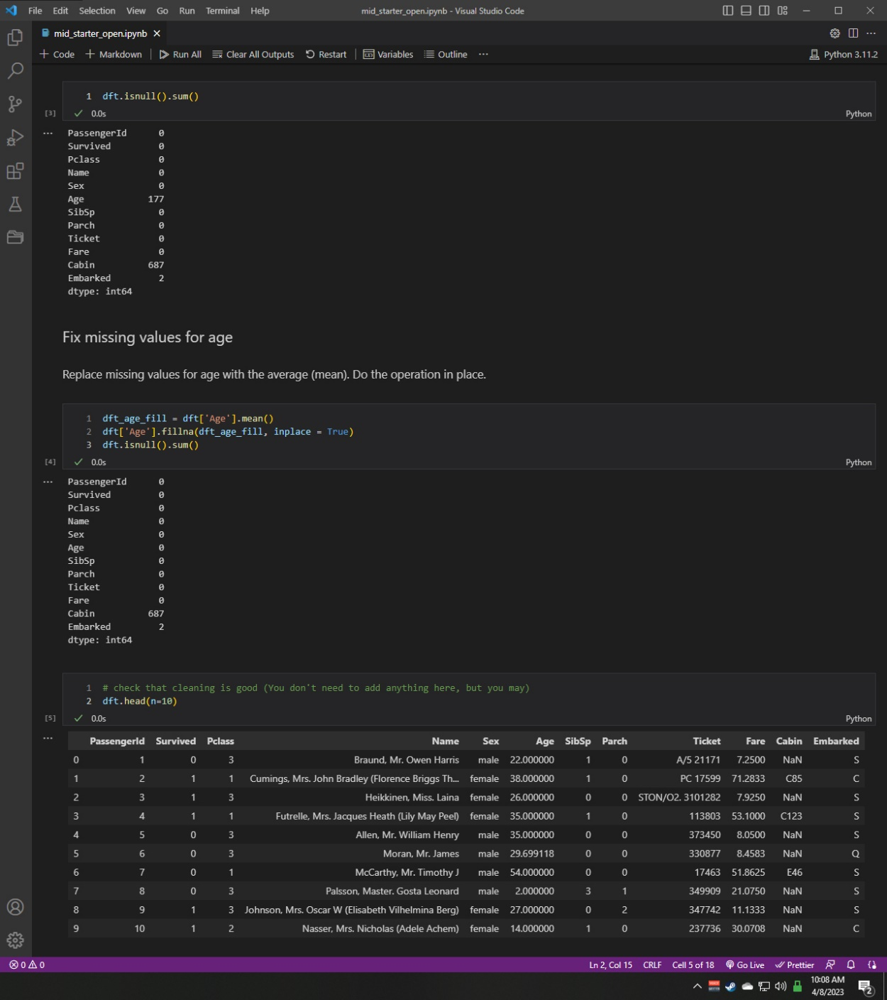 File Edit Selection View Go Run Terminal Help mid_starter_open.ipynb - Visual Studio Code
mid_starter_open.ipynb
Code Markdown Run All Clear All Outputs Restart Variables Outline ... Python 3.11.2
1 dft.isnull().sum()
[3] 0.0s Python
PassengerId 0
Survived 0
Pclass 0
Name 0
Sex 0
Age 177
SibSp 0
Parch 0
Ticket 0
Fare 0
Cabin 687
Embarked 2
dtype: int64
Fix missing values for age
Replace missing values for age with the average (mean). Do the operation in place.
1 dft_age_fill = dft['Age'].mean()
2 dft['Age'].fillna(dft_age_fill, inplace = True)
3 dft.isnull().sum()
[4] 0.0s Python
PassengerId 0
Survived 0
Pclass 0
Name 0
Sex 0
Age 0
SibSp 0
Parch 0
Ticket 0
Fare 0
Cabin 687
Embarked 2
dtype: int64
1 # check that cleaning is good (You don't need to add anything here, but you may)
2 dft.head(n=10)
[5] 0.0s Python
PassengerId Survived Pclass Name Sex Age SibSp Parch Ticket Fare Cabin Embarked
0 1 0 3 Braund, Mr. Owen Harris male 22.000000 1 0 A/5 21171 7.2500 NaN S
1 2 1 1 Cumings, Mrs. John Bradley (Florence Briggs Th... female 38.000000 1 0 PC 17599 71.2833 C85 C
2 3 1 3 Heikkinen, Miss. Laina female 26.000000 0 0 STON/O2. 3101282 7.9250 NaN S
3 4 1 1 Futrelle, Mrs. Jacques Heath (Lily May Peel) female 35.000000 1 0 113803 53.1000 C123 S
4 5 0 3 Allen, Mr. William Henry male 35.000000 0 0 373450 8.0500 NaN S
5 6 0 3 Moran, Mr. James male 29.699118 0 0 330877 8.4583 NaN Q
6 7 0 1 McCarthy, Mr. Timothy J male 54.000000 0 0 17463 51.8625 E46 S
7 8 0 3 Palsson, Master. Gosta Leonard male 2.000000 3 1 349909 21.0750 NaN S
8 9 1 3 Johnson, Mrs. Oscar W (Elisabeth Vilhelmina Berg) female 27.000000 0 2 347742 11.1333 NaN S
9 10 1 2 Nasser, Mrs. Nicholas (Adele Achem) female 14.000000 1 0 237736 30.0708 NaN C
0 0 Ln 2, Col 15 CRLF Cell 5 of 18 Go Live Prettier
10:08 AM
4/8/2023 2